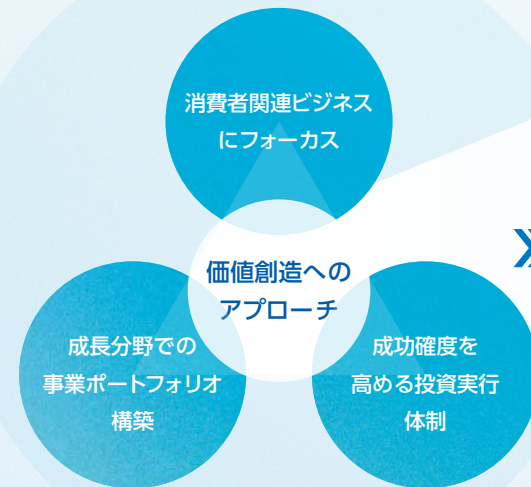 消費者関連ビジネス
にフォーカス
価値創造への
アプローチ
成長分野での
事業ポートフォリオ
構築
成功確度を
高める投資実行
体制